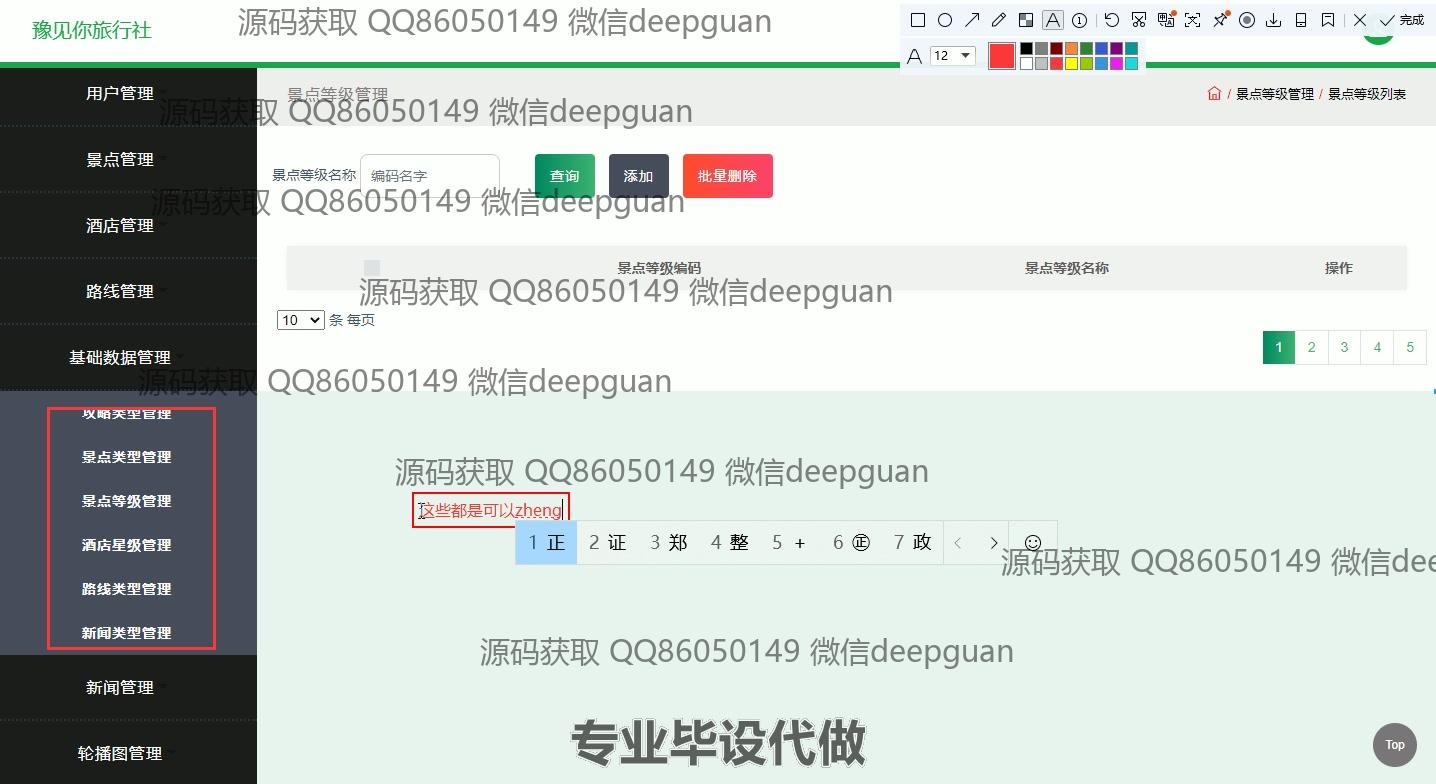 豫见你旅行社
源码获取 QQ86050149 微信deepguan
完成
A 12
用户管理
景点等级管理
景点等级管理 / 景点等级列表
源码获取 QQ86050149 微信deepguan
景点管理
景点等级名称 编码名字 查询 添加 批量删除
源码获取 QQ86050149 微信deepguan
酒店管理
景点等级编码 景点等级名称 操作
路线管理
源码获取 QQ86050149 微信deepguan
10 条 每页
1 2 3 4 5
基础数据管理
源码获取 QQ86050149 微信deepguan
攻略类型管理
景点类型管理
源码获取 QQ86050149 微信deepguan
景点等级管理
这些都是可以zheng
酒店星级管理
1 正 2 证 3 郑 4 整 5 + 6 ㊣ 7 政
源码获取 QQ86050149 微信dee
路线类型管理
新闻类型管理
源码获取 QQ86050149 微信deepguan
新闻管理
专业毕设代做
轮播图管理
Top